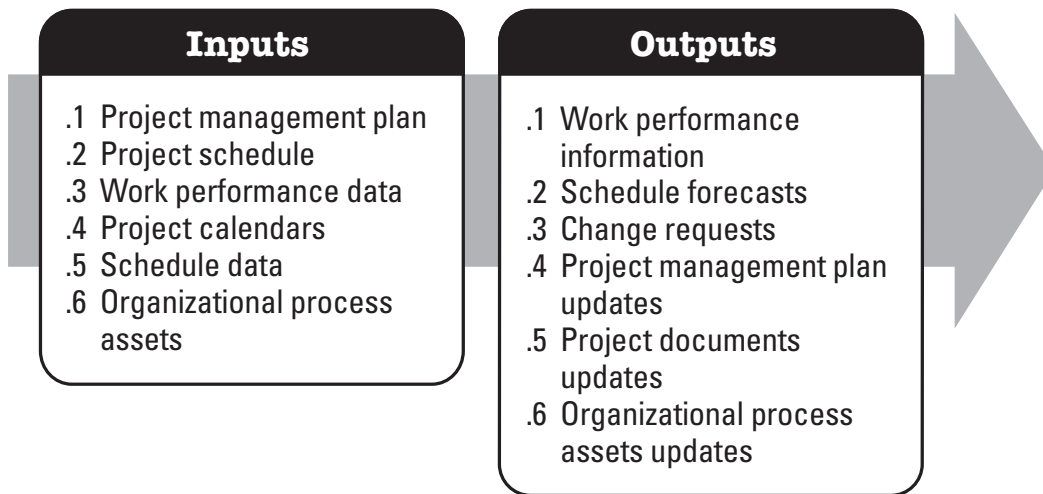 Inputs
.1 Project management plan
.2 Project schedule
.3 Work performance data
.4 Project calendars
.5 Schedule data
.6 Organizational process
assets
Outputs
.1 Work performance
information
.2 Schedule forecasts
.3 Change requests
.4 Project management plan
updates
.5 Project documents
updates
.6 Organizational process
assets updates